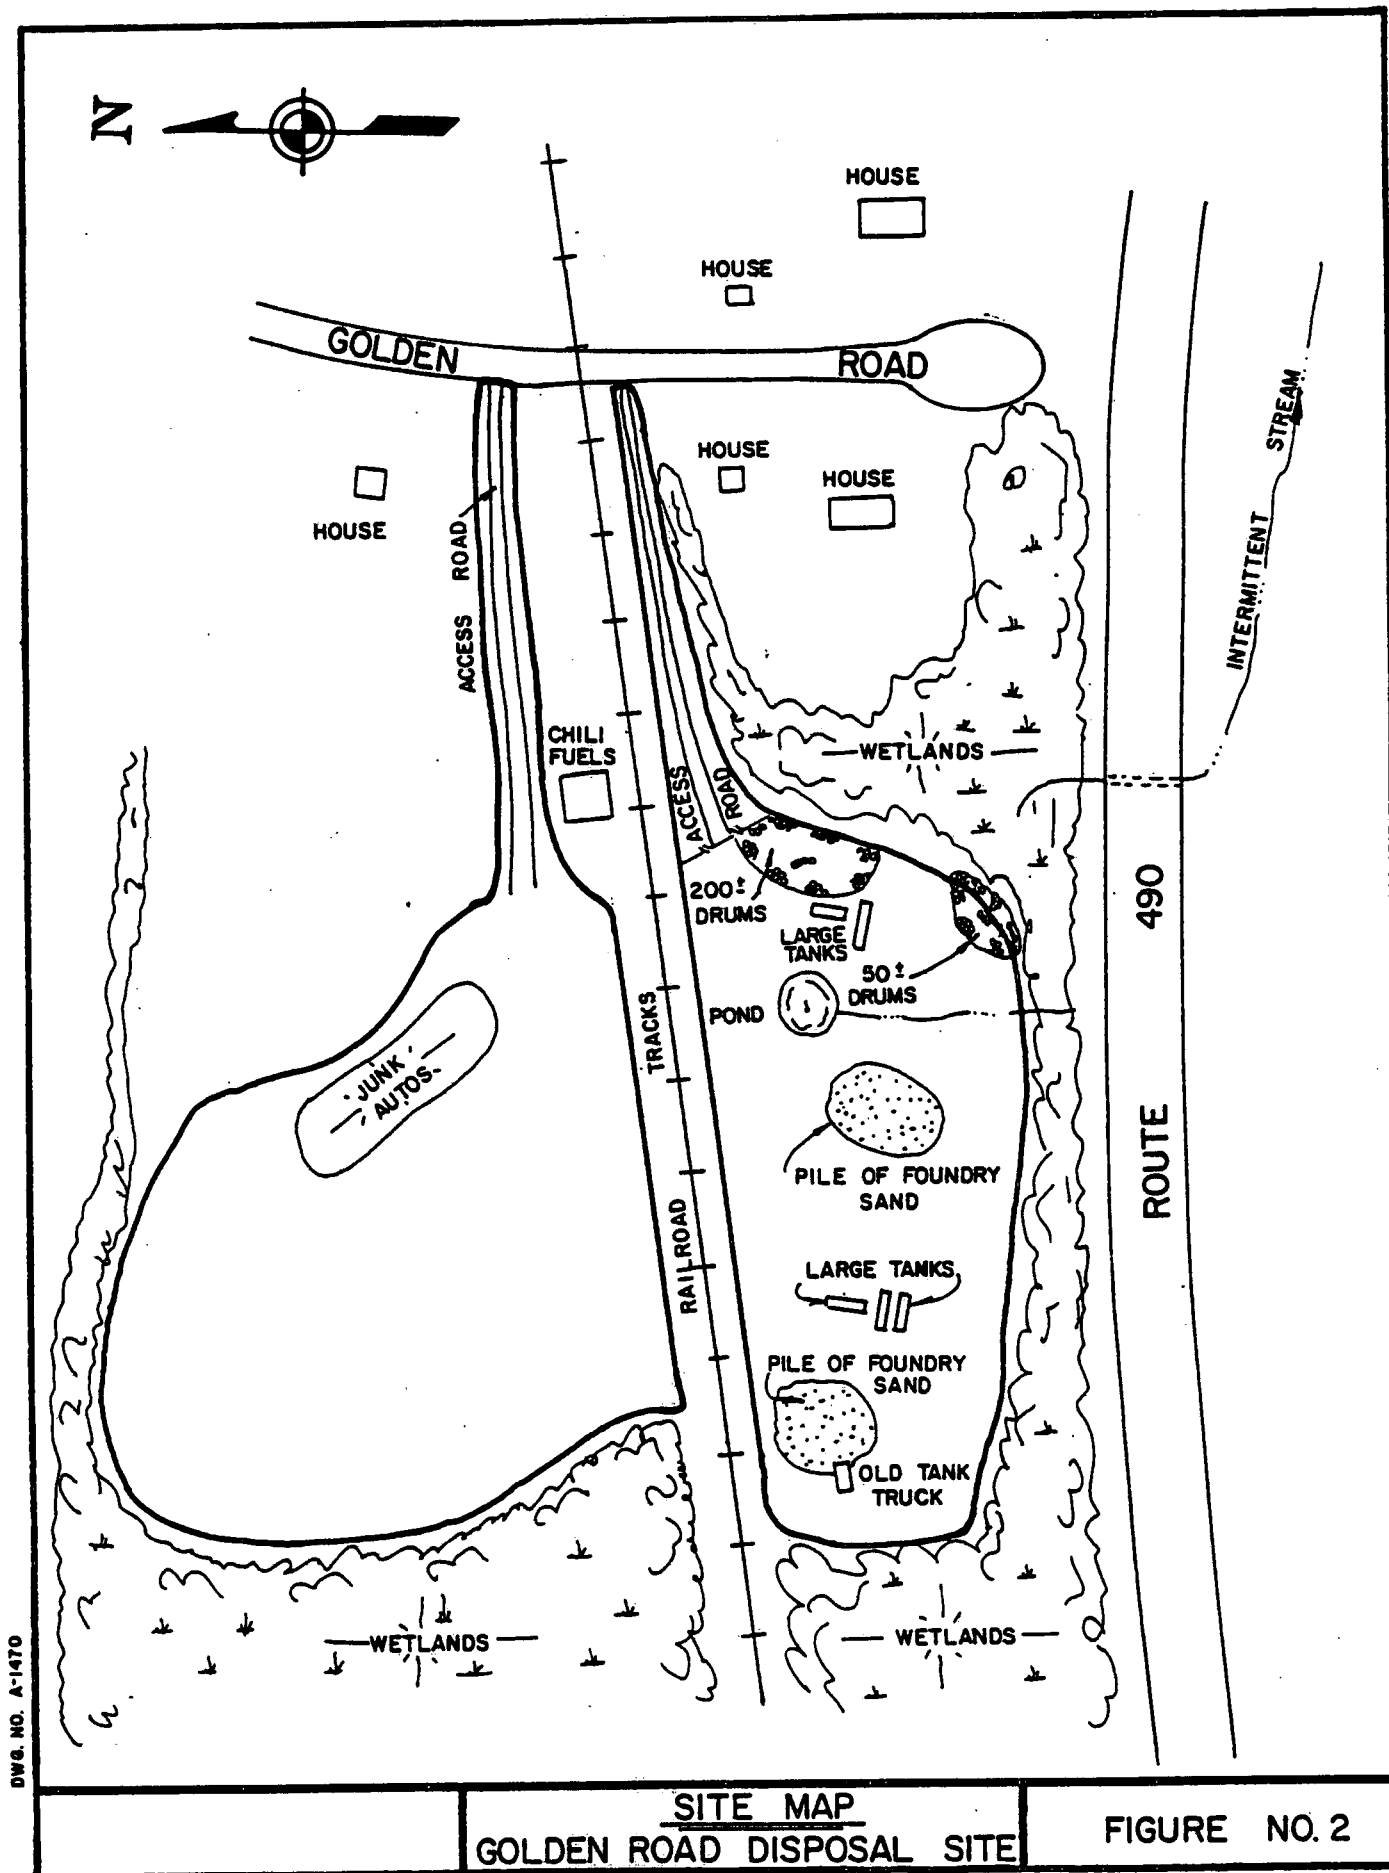 N
HOUSE
HOUSE
GOLDEN ROAD
HOUSE
HOUSE
HOUSE
ACCESS ROAD
INTERMITTENT STREAM
CHILI
FUELS
WETLANDS
ACCESS ROAD
200±
DRUMS
LARGE
TANKS
50±
DRUMS
POND
ROUTE 490
JUNK
AUTOS
RAILROAD TRACKS
PILE OF FOUNDRY
SAND
LARGE TANKS
PILE OF FOUNDRY
SAND
OLD TANK
TRUCK
WETLANDS
WETLANDS
DWG. NO. A-1470
SITE MAP
GOLDEN ROAD DISPOSAL SITE
FIGURE NO. 2